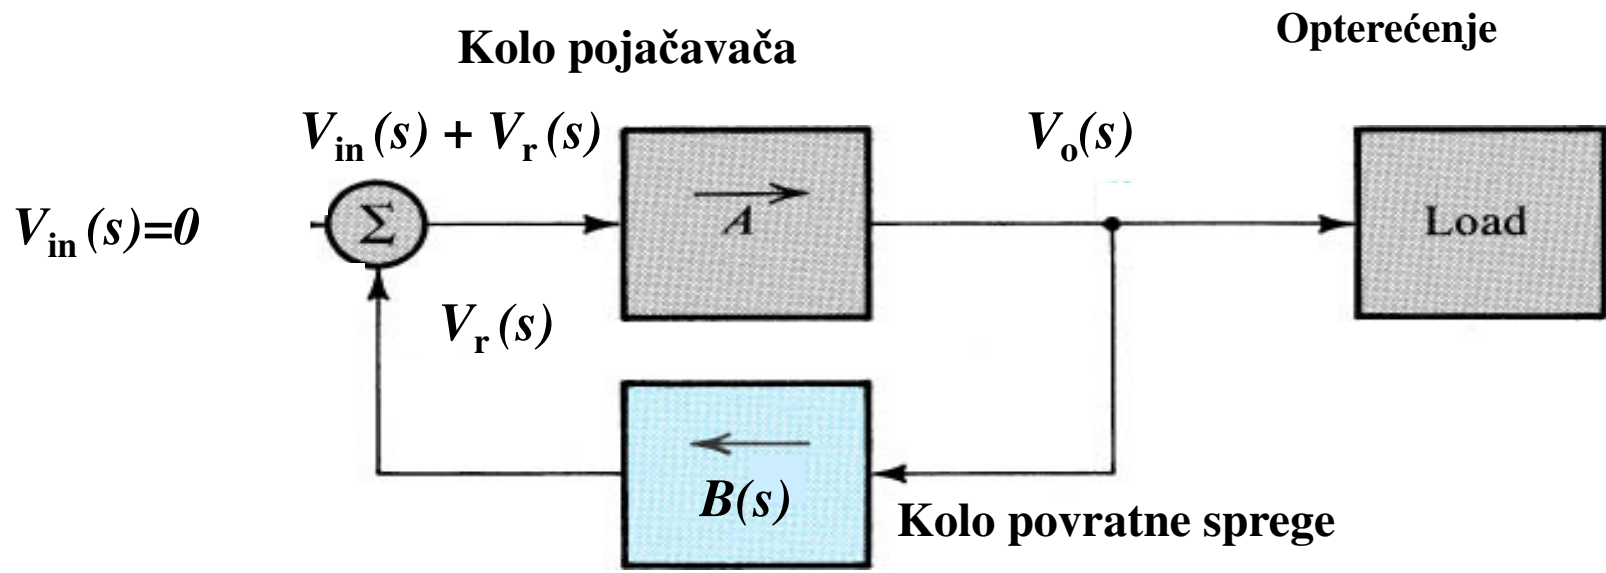 Opterećenje
Kolo pojačavača
V_in (s) + V_r (s)
V_o(s)
V_in (s)=0
Σ
A
Load
V_r (s)
B(s)
Kolo povratne sprege